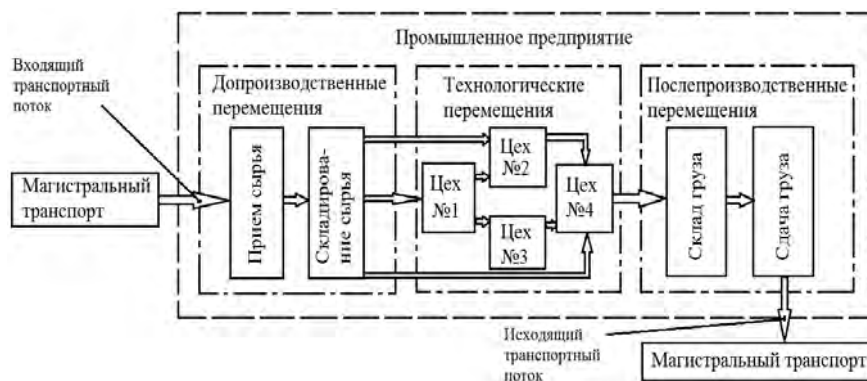 Промышленное предприятие
Входящий
транспортный
поток
Допроизводственные
перемещения
Технологические
перемещения
Послепроизводственные
перемещения
Магистральный
транспорт
Прием сырья
Складирова-
ние сырья
Цех
№1
Цех
№2
Цех
№3
Цех
№4
Склад груза
Сдача груза
Исходящий
транспортный
поток
Магистральный транспорт